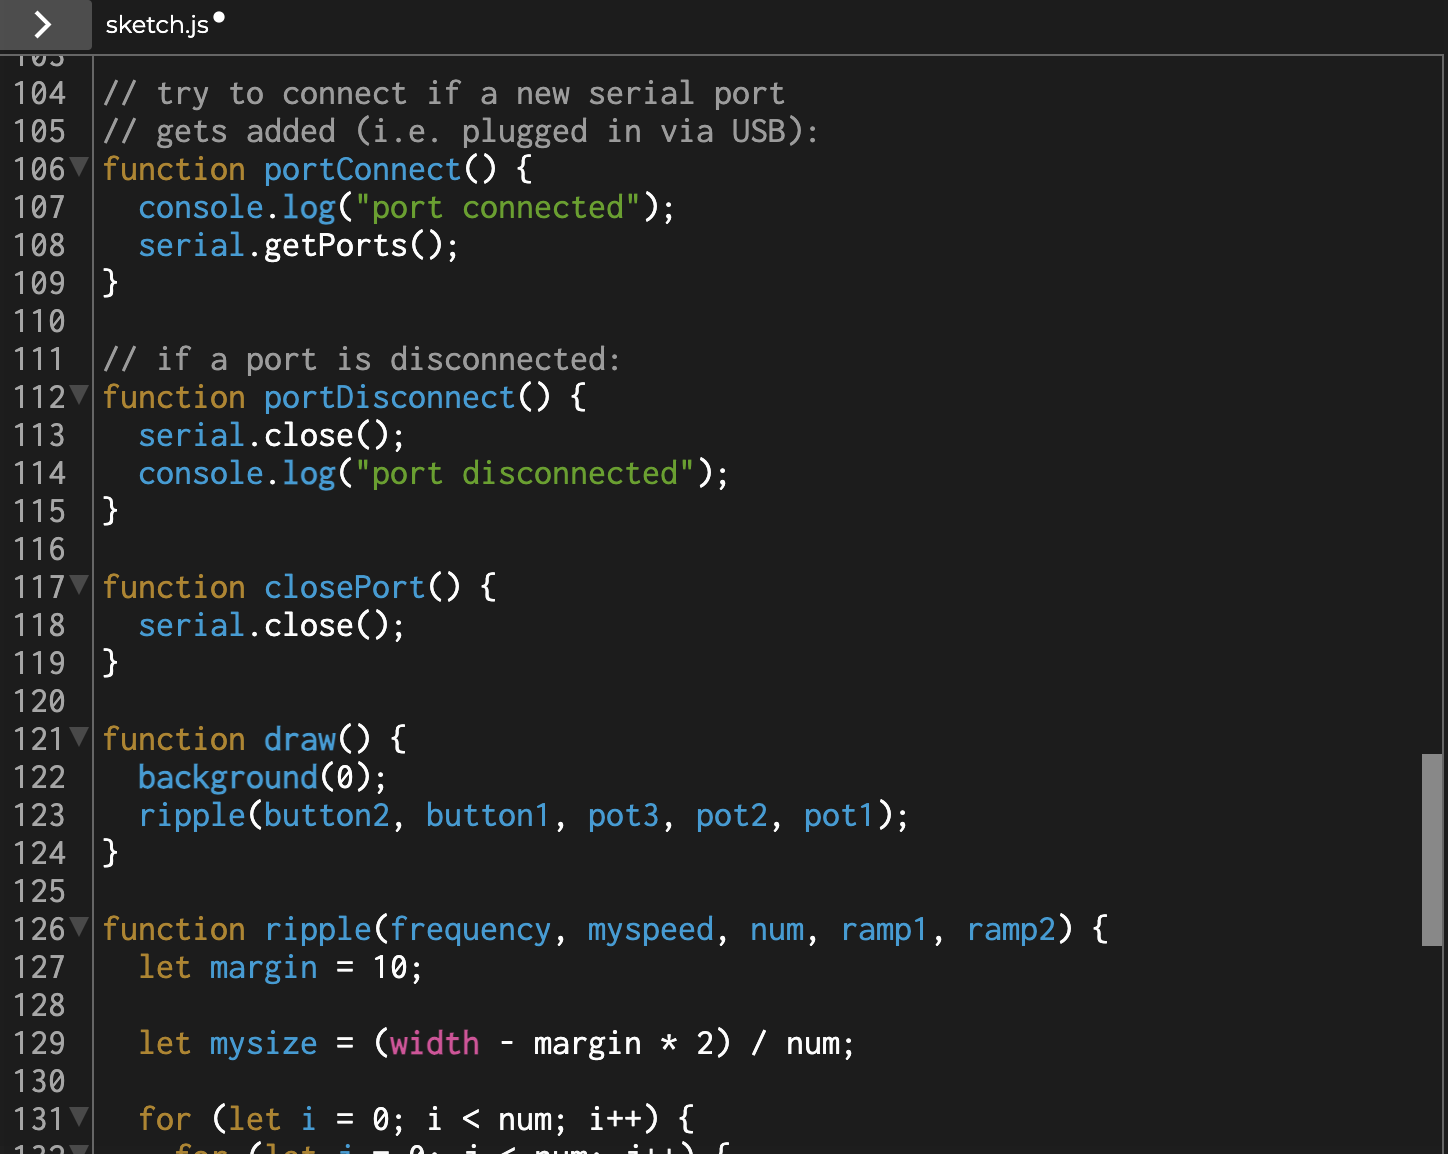 sketch.js
103
104 // try to connect if a new serial port
105 // gets added (i.e. plugged in via USB):
106 function portConnect() {
107 console.log("port connected");
108 serial.getPorts();
109 }
110
111 // if a port is disconnected:
112 function portDisconnect() {
113 serial.close();
114 console.log("port disconnected");
115 }
116
117 function closePort() {
118 serial.close();
119 }
120
121 function draw() {
122 background(0);
123 ripple(button2, button1, pot3, pot2, pot1);
124 }
125
126 function ripple(frequency, myspeed, num, ramp1, ramp2) {
127 let margin = 10;
128
129 let mysize = (width - margin * 2) / num;
130
131 for (let i = 0; i < num; i++) {
132 for (let